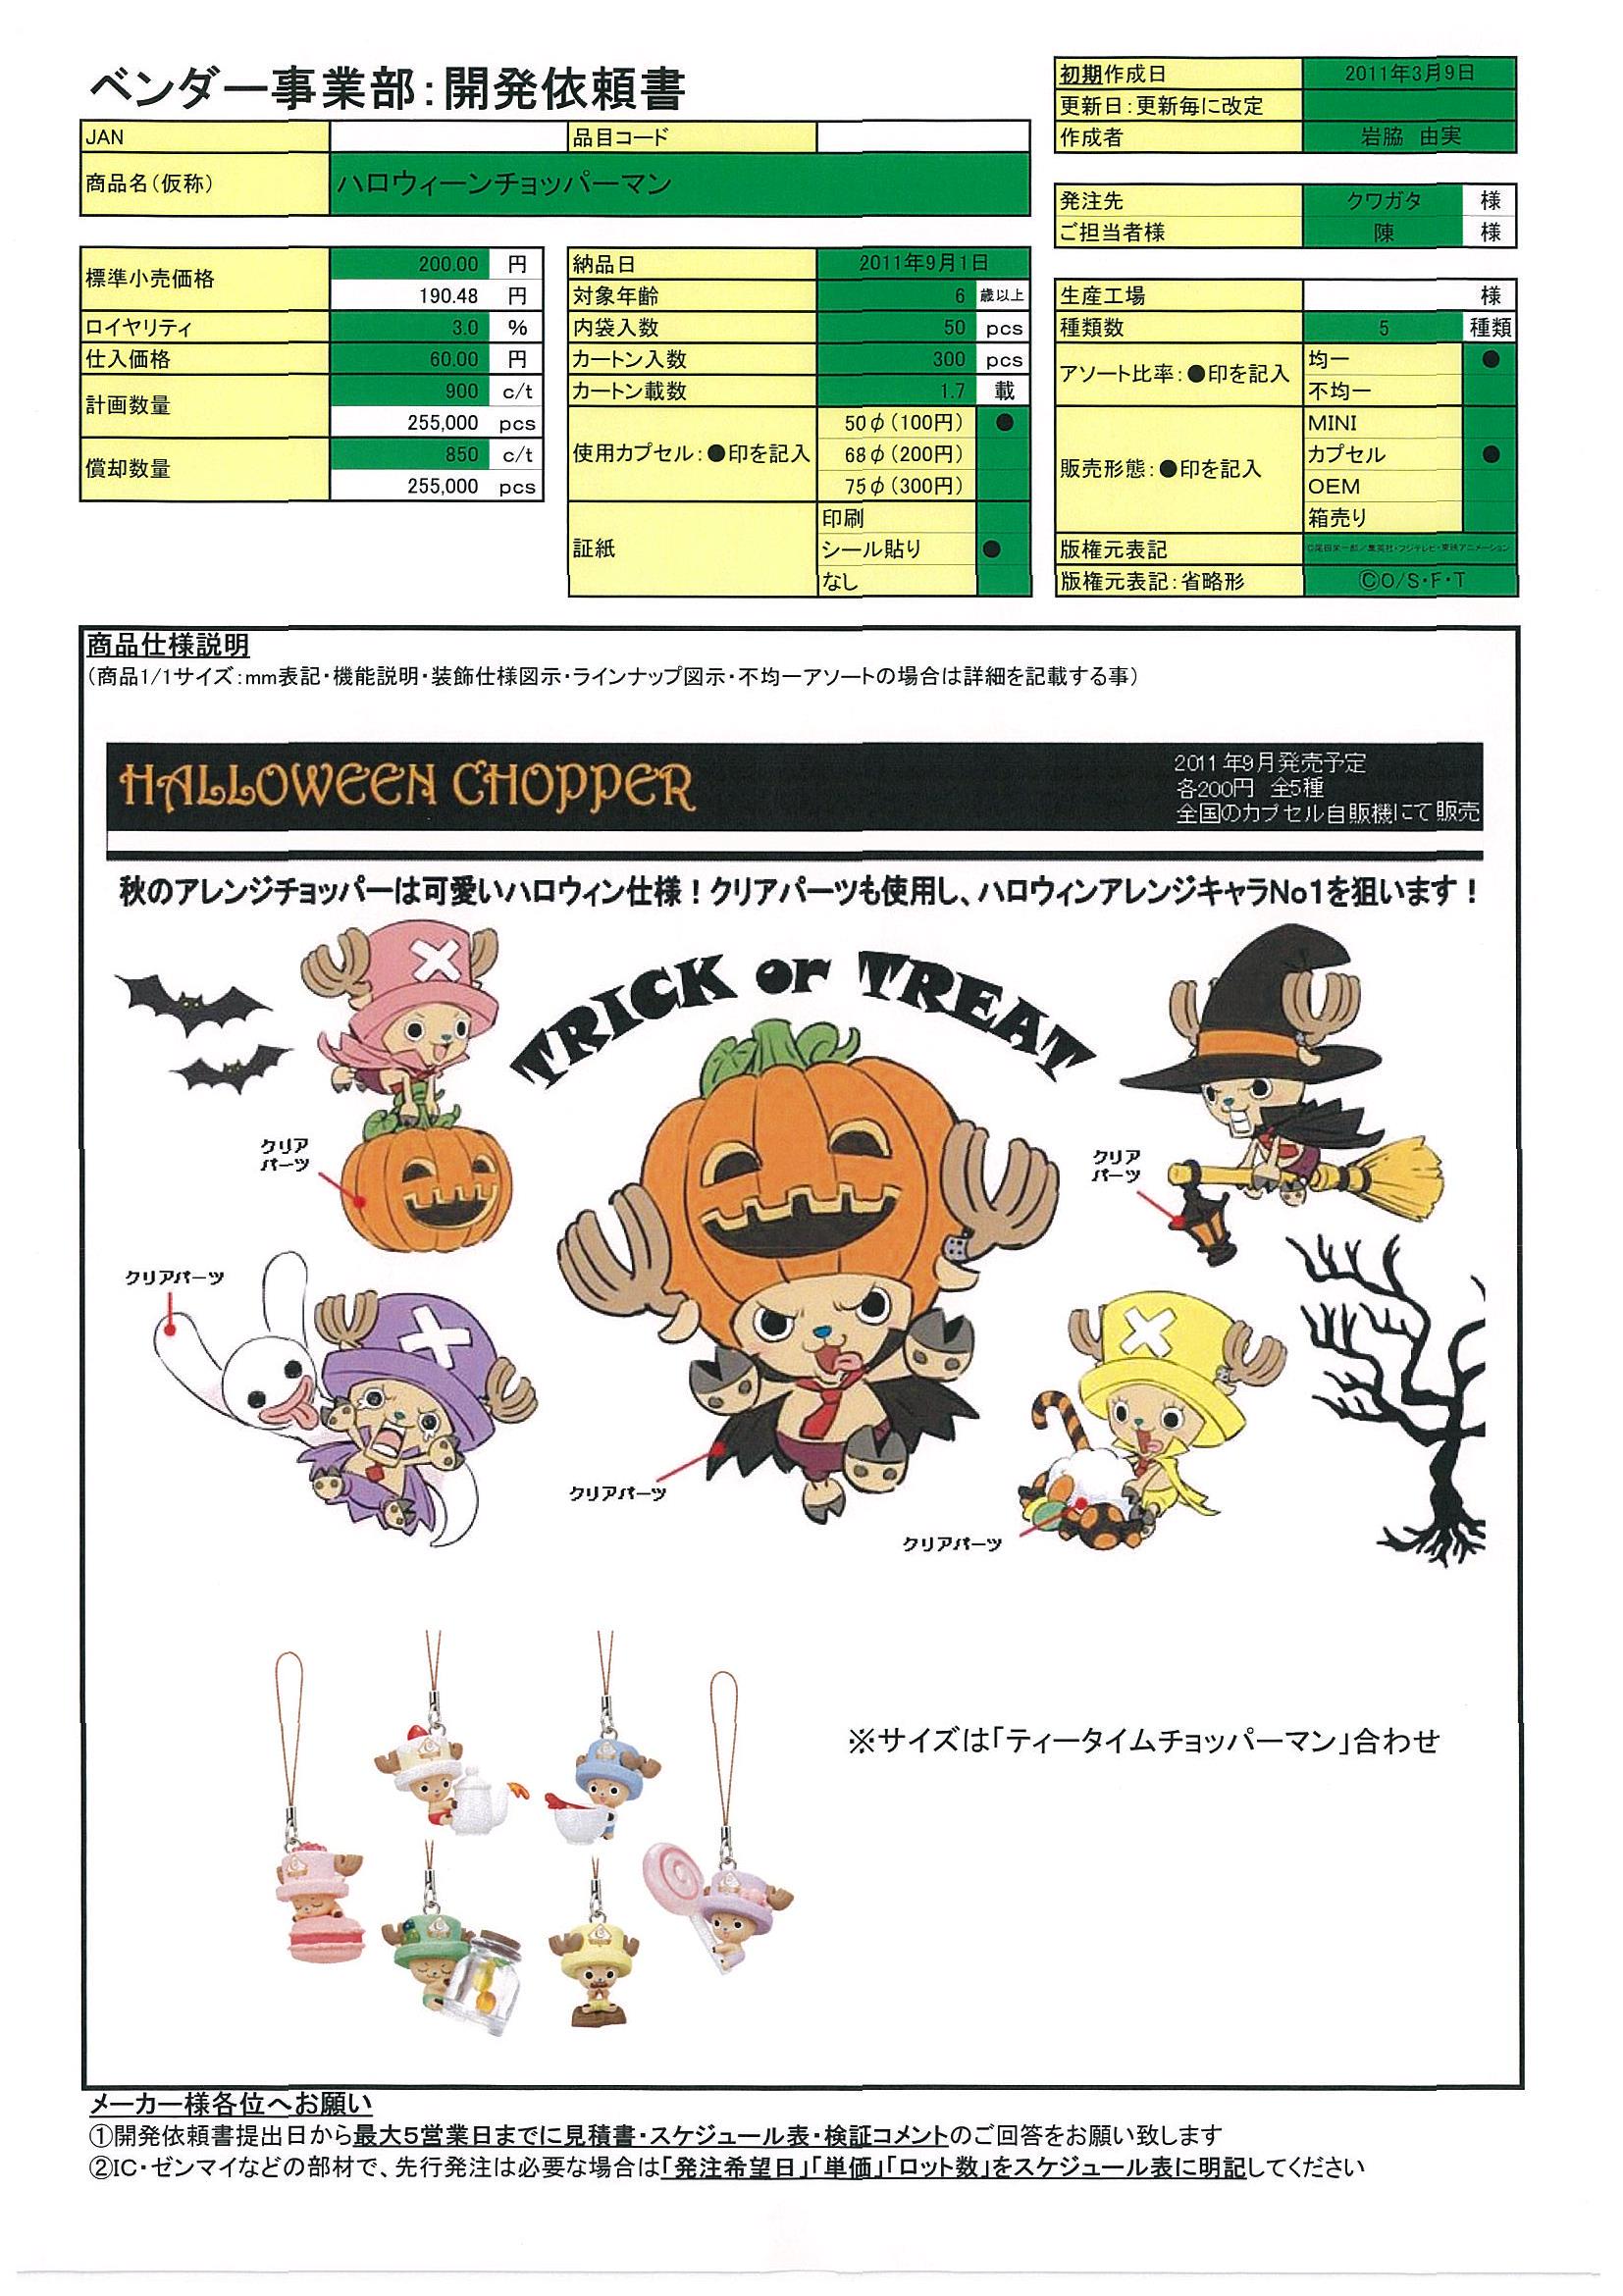 ベンダー事業部：開発依頼書
初期作成日 2011年3月9日
更新日：更新毎に改定
作成者 岩脇 由実
JAN 品目コード
商品名（仮称） ハロウィーンチョッパーマン
発注先 クワガタ 様
ご担当者様 陳 様
標準小売価格 200.00 円
190.48 円
ロイヤリティ 3.0 %
仕入価格 60.00 円
計画数量 900 c/t
255,000 pcs
償却数量 850 c/t
255,000 pcs
納品日 2011年9月1日
対象年齢 6 歳以上
内袋入数 50 pcs
カートン入数 300 pcs
カートン載数 1.7 載
使用カプセル：●印を記入
50φ（100円） ●
68φ（200円）
75φ（300円）
証紙
印刷
シール貼り ●
なし
生産工場 様
種類数 5 種類
アソート比率：●印を記入
均一 ●
不均一
販売形態：●印を記入
MINI
カプセル ●
OEM
箱売り
版権元表記 ©尾田栄一郎／集英社・フジテレビ・東映アニメーション
版権元表記：省略形 ©O/S・F・T
商品仕様説明
（商品1/1サイズ：mm表記・機能説明・装飾仕様図示・ラインナップ図示・不均一アソートの場合は詳細を記載する事）
HALLOWEEN CHOPPER
2011年9月発売予定
各200円 全5種
全国のカプセル自販機にて販売
秋のアレンジチョッパーは可愛いハロウィン仕様！クリアパーツも使用し、ハロウィンアレンジキャラNo1を狙います！
TRICK or TREAT
クリア
パーツ
クリア
パーツ
クリアパーツ
クリアパーツ
クリアパーツ
※サイズは「ティータイムチョッパーマン」合わせ
メーカー様各位へお願い
①開発依頼書提出日から最大5営業日までに見積書・スケジュール表・検証コメントのご回答をお願い致します
②IC・ゼンマイなどの部材で、先行発注は必要な場合は「発注希望日」「単価」「ロット数」をスケジュール表に明記してください